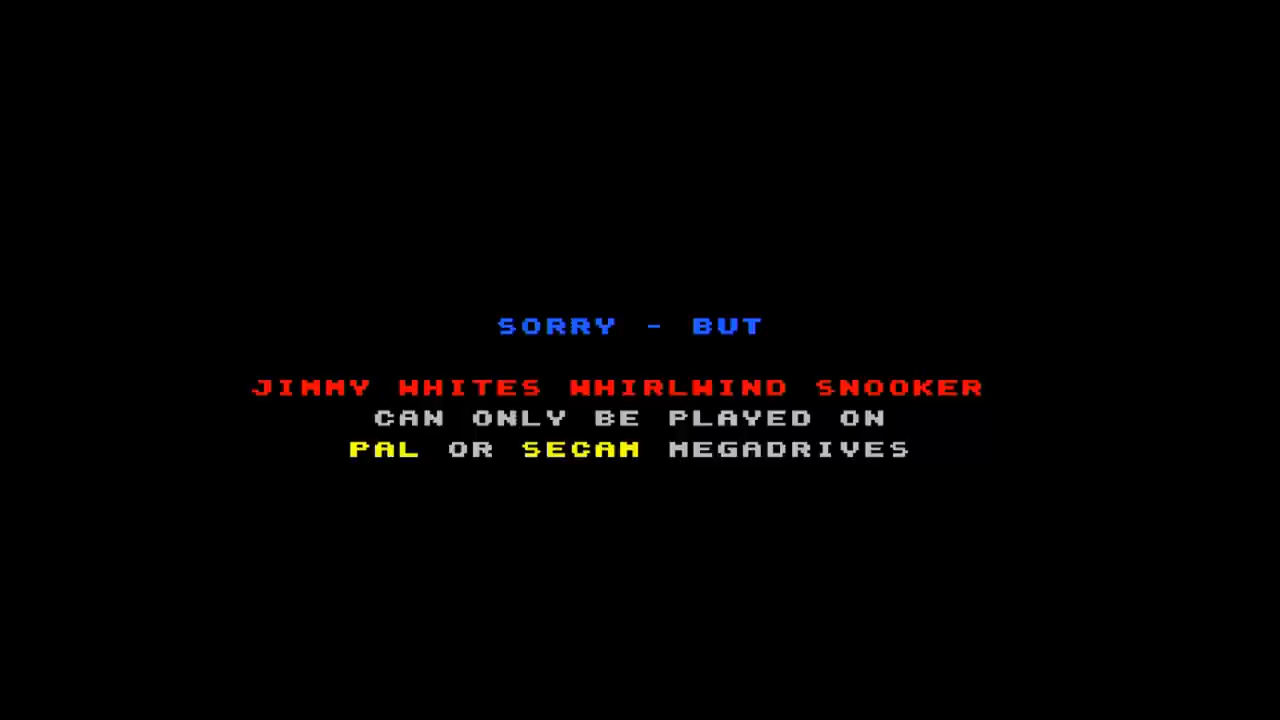 SORRY - BUT
JIMMY WHITES WHIRLWIND SNOOKER
CAN ONLY BE PLAYED ON
PAL OR SECAM MEGADRIVES